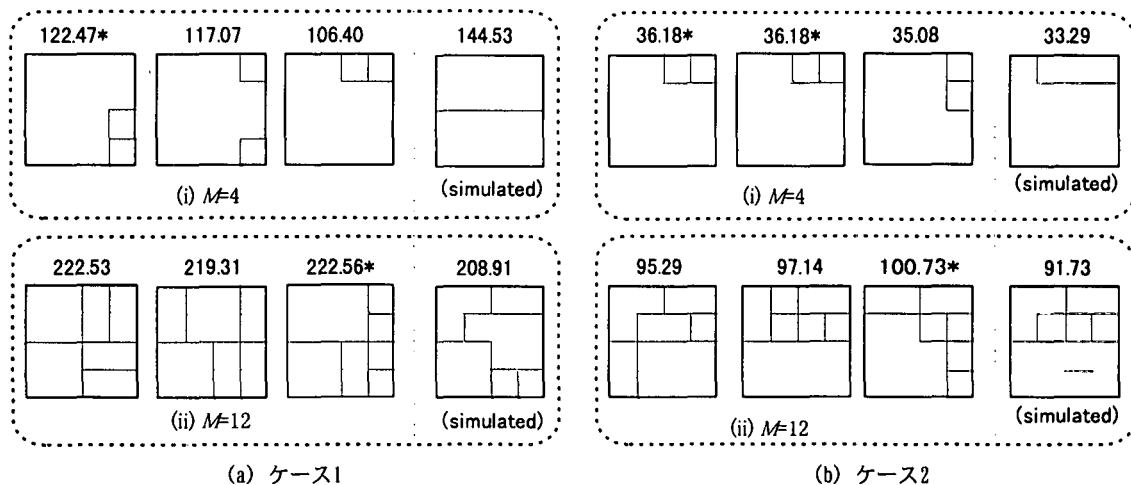 122.47* 117.07 106.40 144.53
(simulated)
(i) M=4
222.53 219.31 222.56* 208.91
(simulated)
(ii) M=12
(a) ケース1
36.18* 36.18* 35.08 33.29
(simulated)
(i) M=4
95.29 97.14 100.73* 91.73
(simulated)
(ii) M=12
(b) ケース2